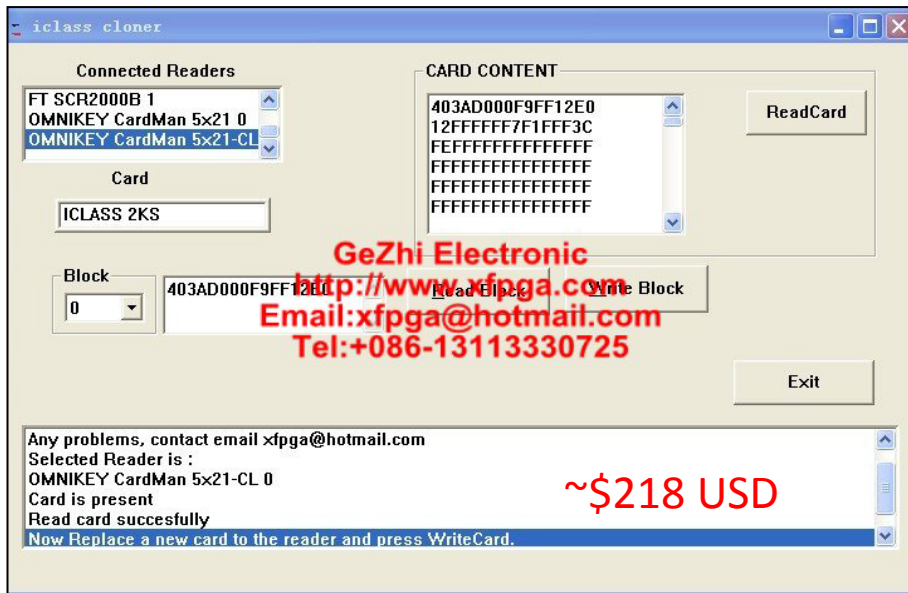 iclass cloner
Connected Readers
FT SCR2000B 1
OMNIKEY CardMan 5x21 0
OMNIKEY CardMan 5x21-CL
Card
ICLASS 2KS
CARD CONTENT
403AD000F9FF12E0
12FFFFFF7F1FFF3C
FEFFFFFFFFFFFFFF
FFFFFFFFFFFFFFFF
FFFFFFFFFFFFFFFF
FFFFFFFFFFFFFFFF
ReadCard
GeZhi Electronic
Block
0
403AD000F9FF12E0
http://www.xfpga.com
Read Block
Write Block
Email:xfpga@hotmail.com
Tel:+086-13113330725
Exit
Any problems, contact email xfpga@hotmail.com
Selected Reader is :
OMNIKEY CardMan 5x21-CL 0
Card is present
Read card succesfully
Now Replace a new card to the reader and press WriteCard.
~$218 USD